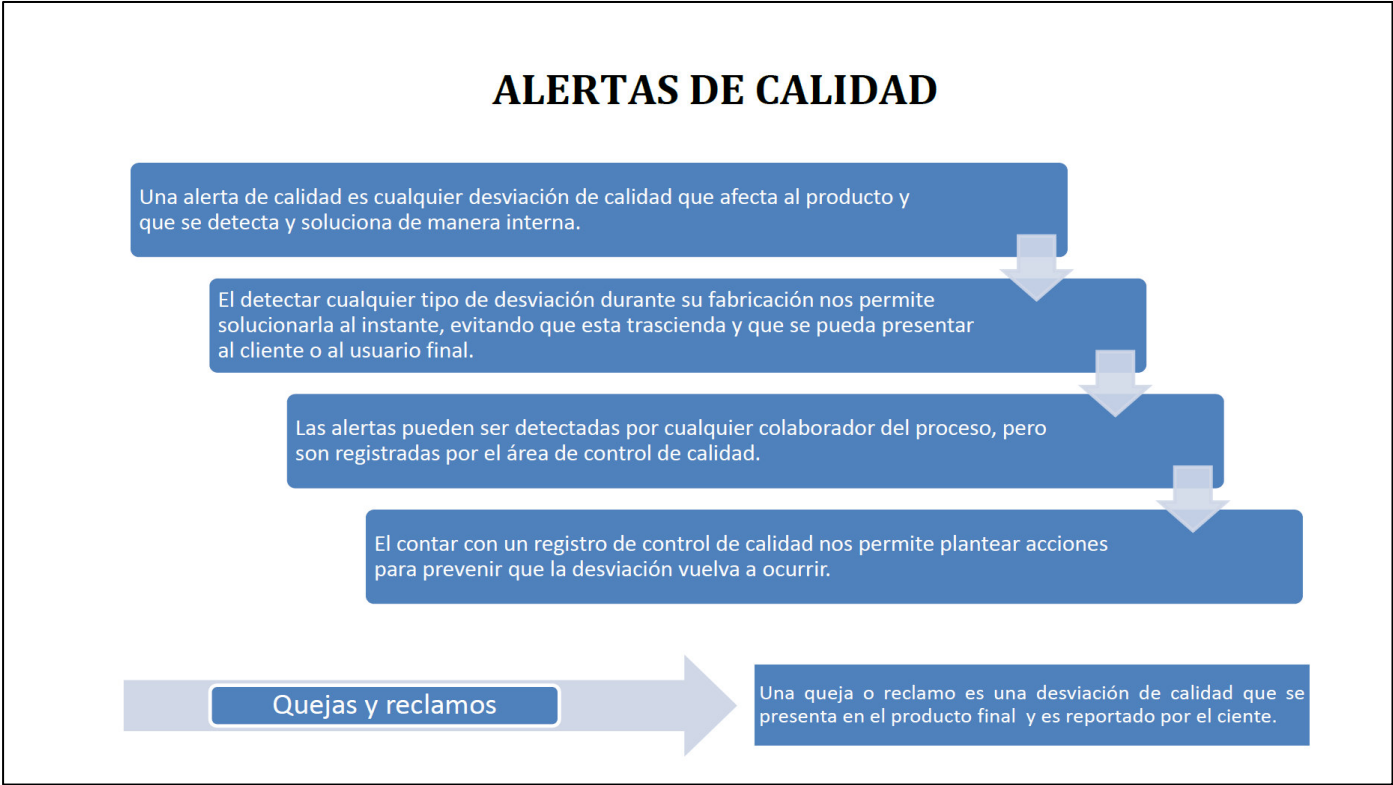 ALERTAS DE CALIDAD
Una alerta de calidad es cualquier desviación de calidad que afecta al producto y
que se detecta y soluciona de manera interna.
El detectar cualquier tipo de desviación durante su fabricación nos permite
solucionarla al instante, evitando que esta trascienda y que se pueda presentar
al cliente o al usuario final.
Las alertas pueden ser detectadas por cualquier colaborador del proceso, pero
son registradas por el área de control de calidad.
El contar con un registro de control de calidad nos permite plantear acciones
para prevenir que la desviación vuelva a ocurrir.
Quejas y reclamos
Una queja o reclamo es una desviación de calidad que se
presenta en el producto final y es reportado por el ciente.